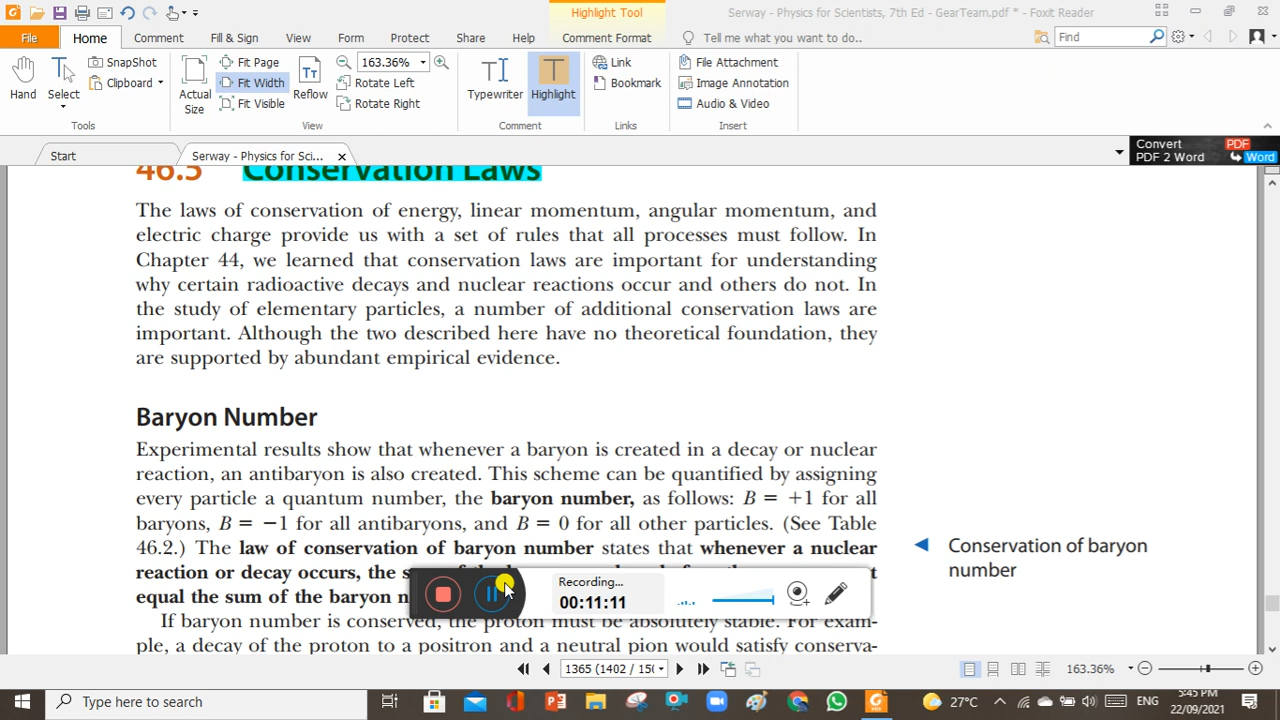 Highlight Tool
Serway - Physics for Scientists, 7th Ed - GearTeam.pdf * - Foxit Reader
File Home Comment Fill & Sign View Form Protect Share Help Comment Format Tell me what you want to do.. Find
Hand
Select
SnapShot
Clipboard
Tools
Actual Size
Fit Page
Fit Width
Fit Visible
Reflow
163.36%
Rotate Left
Rotate Right
View
Typewriter
Highlight
Comment
Link
Bookmark
Links
File Attachment
Image Annotation
Audio & Video
Insert
Start
Serway - Physics for Sci...
Convert PDF
PDF 2 Word Word
46.5 Conservation Laws
The laws of conservation of energy, linear momentum, angular momentum, and
electric charge provide us with a set of rules that all processes must follow. In
Chapter 44, we learned that conservation laws are important for understanding
why certain radioactive decays and nuclear reactions occur and others do not. In
the study of elementary particles, a number of additional conservation laws are
important. Although the two described here have no theoretical foundation, they
are supported by abundant empirical evidence.
Baryon Number
Experimental results show that whenever a baryon is created in a decay or nuclear
reaction, an antibaryon is also created. This scheme can be quantified by assigning
every particle a quantum number, the baryon number, as follows: B = +1 for all
baryons, B = −1 for all antibaryons, and B = 0 for all other particles. (See Table
46.2.) The law of conservation of baryon number states that whenever a nuclear
reaction or decay occurs, the
equal the sum of the baryon
If baryon number is conserved, the proton must be absolutely stable. For exam-
ple, a decay of the proton to a positron and a neutral pion would satisfy conserva-
Conservation of baryon
number
Recording...
00:11:11
1365 (1402 / 150
163.36%
Type here to search
27°C
ENG
5:45 PM
22/09/2021